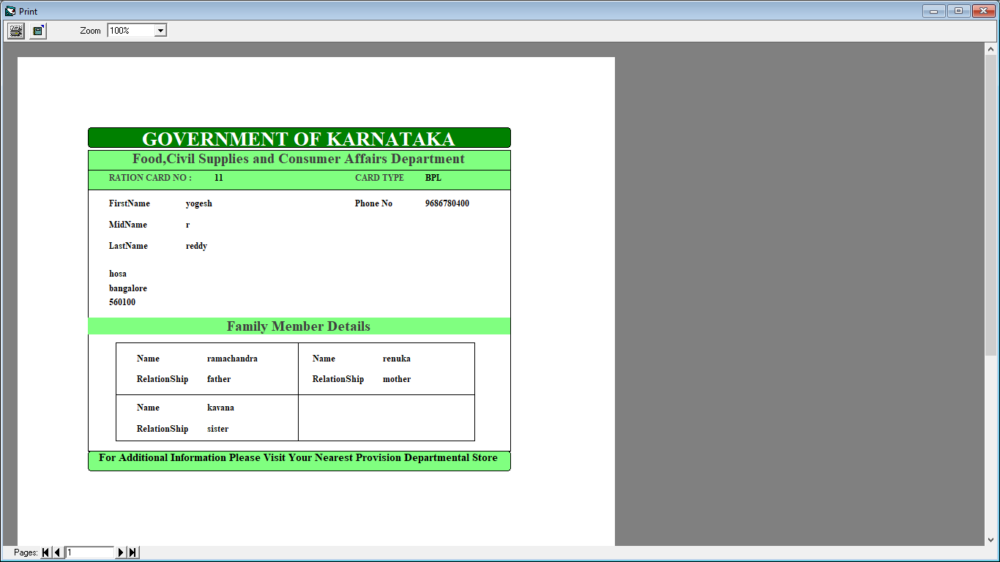 Print
Zoom 100%
GOVERNMENT OF KARNATAKA
Food,Civil Supplies and Consumer Affairs Department
RATION CARD NO : 11 CARD TYPE BPL
FirstName yogesh Phone No 9686780400
MidName r
LastName reddy
hosa
bangalore
560100
Family Member Details
Name ramachandra Name renuka
RelationShip father RelationShip mother
Name kavana
RelationShip sister
For Additional Information Please Visit Your Nearest Provision Departmental Store
Pages: 1